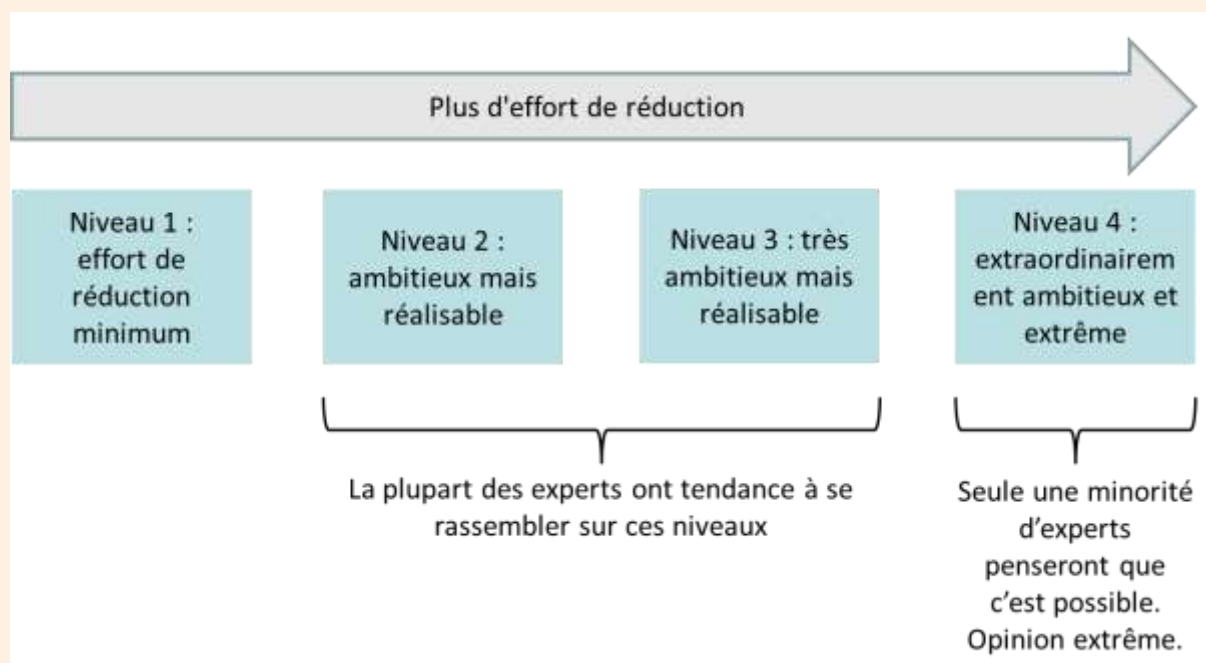 Plus d'effort de réduction
Niveau 1 :
effort de
réduction
minimum
Niveau 2 :
ambitieux mais
réalisable
Niveau 3 : très
ambitieux mais
réalisable
Niveau 4 :
extraordinairem
ent ambitieux et
extrême
La plupart des experts ont tendance à se
rassembler sur ces niveaux
Seule une minorité
d’experts
penseront que
c’est possible.
Opinion extrême.